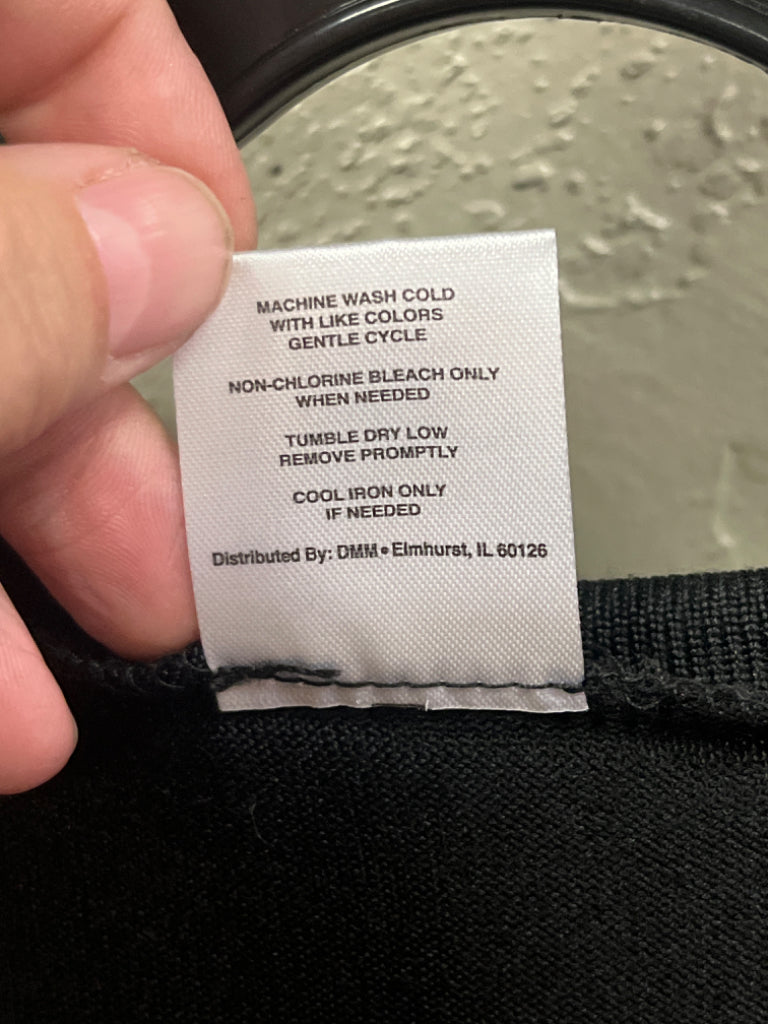 MACHINE WASH COLD
WITH LIKE COLORS
GENTLE CYCLE
NON-CHLORINE BLEACH ONLY
WHEN NEEDED
TUMBLE DRY LOW
REMOVE PROMPTLY
COOL IRON ONLY
IF NEEDED
Distributed By: DMM • Elmhurst, IL 60126